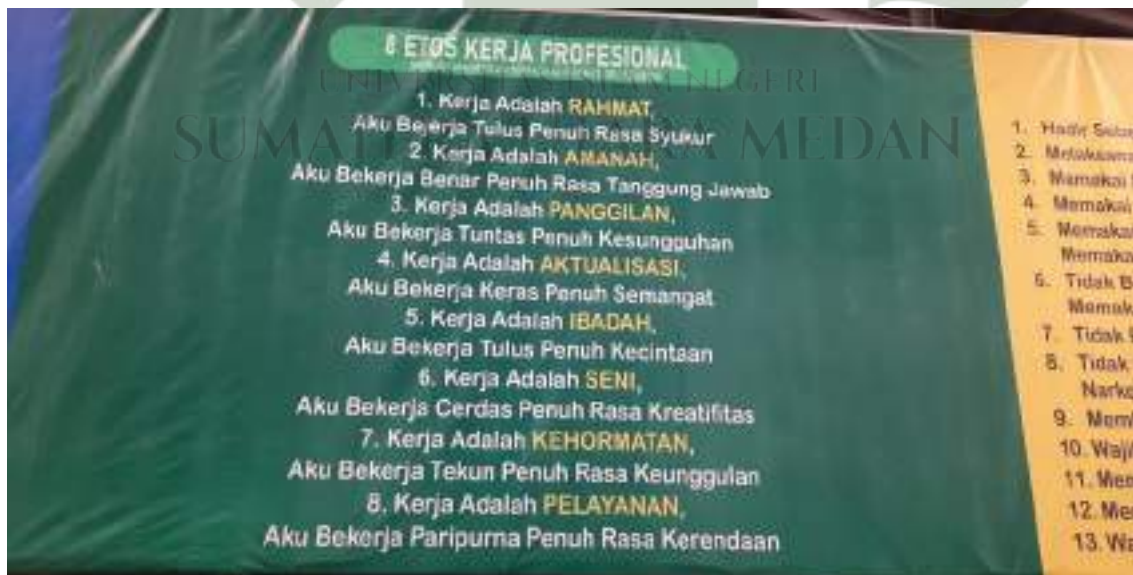 8 ETOS KERJA PROFESIONAL
UNIVERSITAS ISLAM NEGERI
SUMATERA UTARA MEDAN
1. Kerja Adalah RAHMAT,
Aku Bejerja Tulus Penuh Rasa Syukur
2. Kerja Adalah AMANAH,
Aku Bekerja Benar Penuh Rasa Tanggung Jawab
3. Kerja Adalah PANGGILAN,
Aku Bekerja Tuntas Penuh Kesungguhan
4. Kerja Adalah AKTUALISASI,
Aku Bekerja Keras Penuh Semangat
5. Kerja Adalah IBADAH,
Aku Bekerja Tulus Penuh Kecintaan
6. Kerja Adalah SENI,
Aku Bekerja Cerdas Penuh Rasa Kreatifitas
7. Kerja Adalah KEHORMATAN,
Aku Bekerja Tekun Penuh Rasa Keunggulan
8. Kerja Adalah PELAYANAN,
Aku Bekerja Paripurna Penuh Rasa Kerendaan
1. Hadir
2.
3. Memakai
4. Memakai
5.
6. Tidak
7. Tidak
8. Tidak
9.
10.
11.
12.
13.